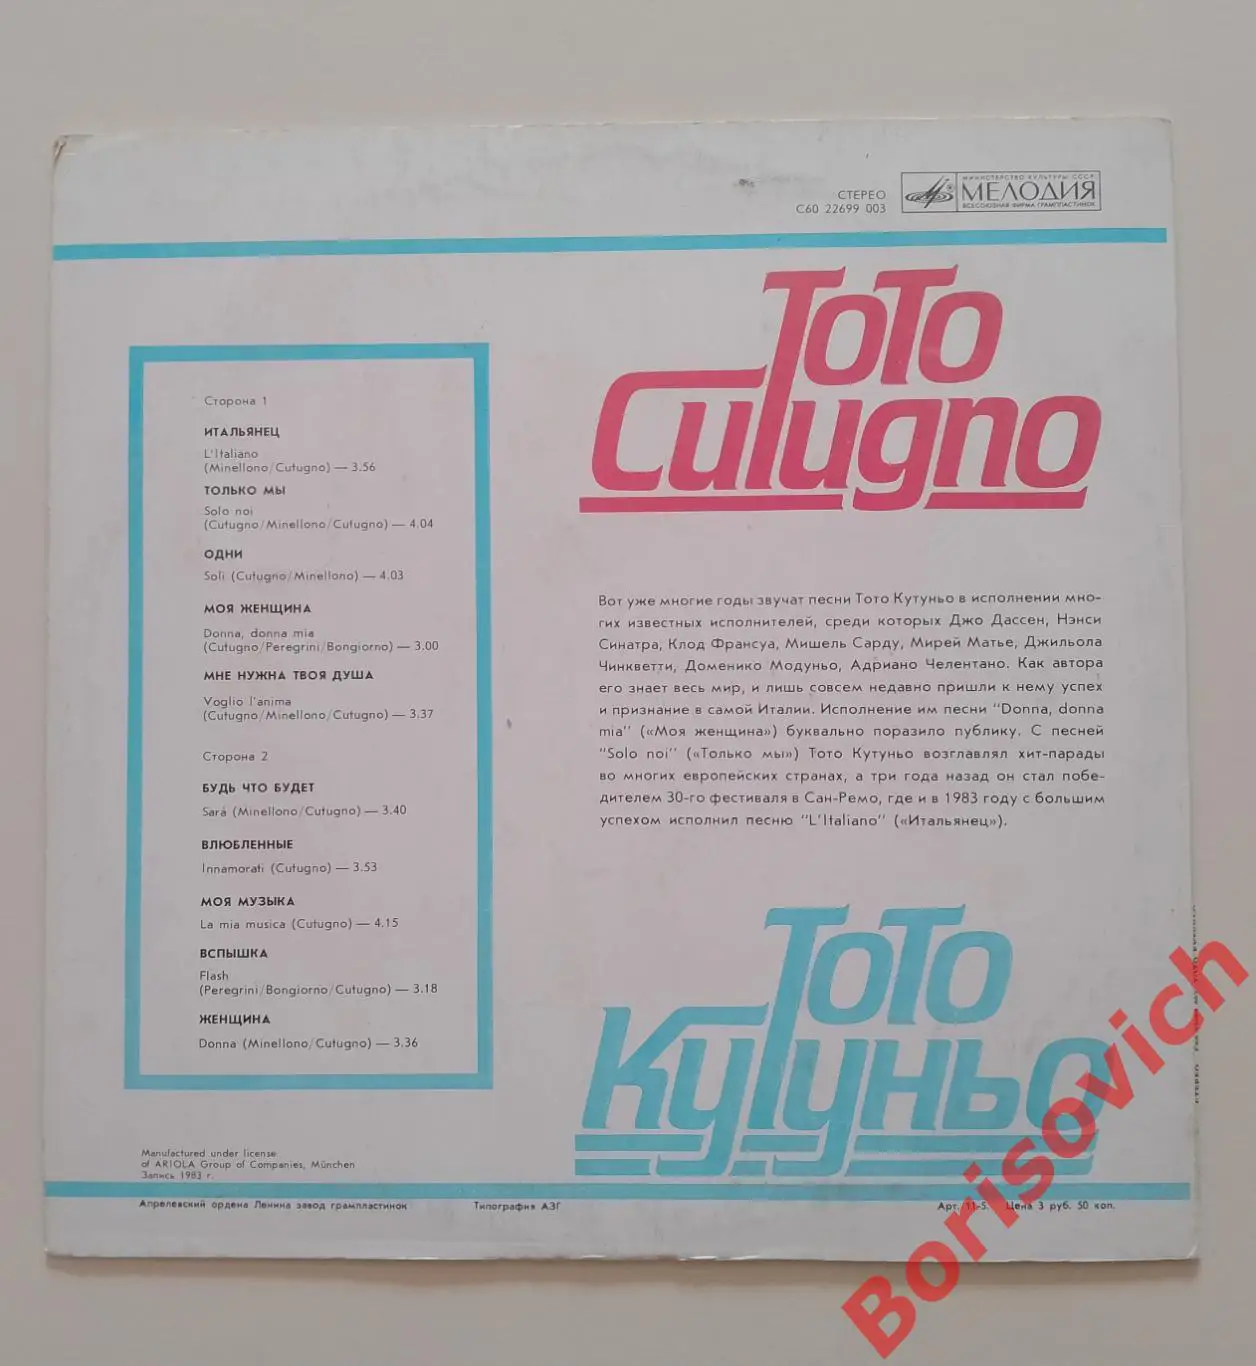 СТЕРЕО
С60 22699 003
МИНИСТЕРСТВО КУЛЬТУРЫ СССР
МЕЛОДИЯ
ВСЕСОЮЗНАЯ ФИРМА ГРАМПЛАСТИНОК
ToTo
Cutugno
Сторона 1
ИТАЛЬЯНЕЦ
L'Italiano
(Minellono/Cutugno) — 3.56
ТОЛЬКО МЫ
Solo noi
(Cutugno/Minellono/Cutugno) — 4.04
ОДНИ
Soli (Cutugno/Minellono) — 4.03
МОЯ ЖЕНЩИНА
Donna, donna mia
(Cutugno/Peregrini/Bongiorno) — 3.00
МНЕ НУЖНА ТВОЯ ДУША
Voglio l'anima
(Cutugno/Minellono/Cutugno) — 3.37
Сторона 2
БУДЬ ЧТО БУДЕТ
Sará (Minellono/Cutugno) — 3.40
ВЛЮБЛЕННЫЕ
Innamorati (Cutugno) — 3.53
МОЯ МУЗЫКА
La mia musica (Cutugno) — 4.15
ВСПЫШКА
Flash
(Peregrini/Bongiorno/Cutugno) — 3.18
ЖЕНЩИНА
Donna (Minellono/Cutugno) — 3.36
Вот уже многие годы звучат песни Тото Кутуньо в исполнении мно-
гих известных исполнителей, среди которых Джо Дассен, Нэнси
Синатра, Клод Франсуа, Мишель Сарду, Мирей Матье, Джильола
Чинкветти, Доменико Модуньо, Адриано Челентано. Как автора
его знает весь мир, и лишь совсем недавно пришли к нему успех
и признание в самой Италии. Исполнение им песни "Donna, donna
mia" («Моя женщина») буквально поразило публику. С песней
"Solo noi" («Только мы») Тото Кутуньо возглавлял хит-парады
во многих европейских странах, а три года назад он стал побе-
дителем 30-го фестиваля в Сан-Ремо, где и в 1983 году с большим
успехом исполнил песню "L'Italiano" («Итальянец»).
ТоТо
Кутуньо
Manufactured under license
of ARIOLA Group of Companies, München
Запись 1983 г.
Апрелевский ордена Ленина завод грампластинок
Типография АЗГ
Арт. 11-5. Цена 3 руб. 50 коп.
Borisovich